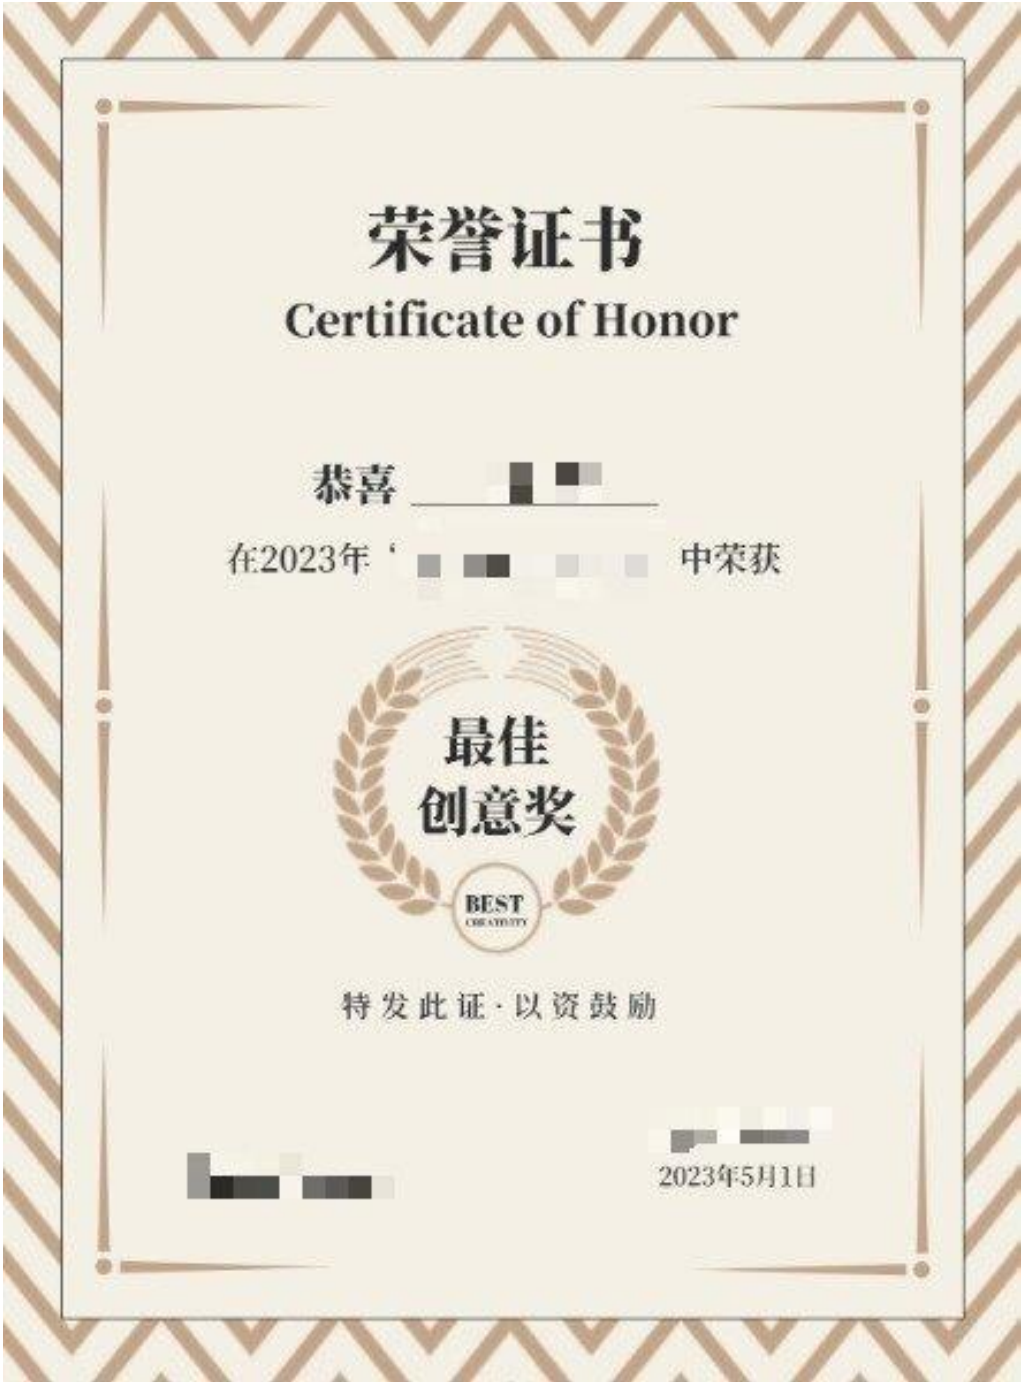 荣誉证书
Certificate of Honor
恭喜
在2023年‘ 中荣获
最佳
创意奖
BEST
CREATIVITY
特发此证·以资鼓励
2023年5月1日